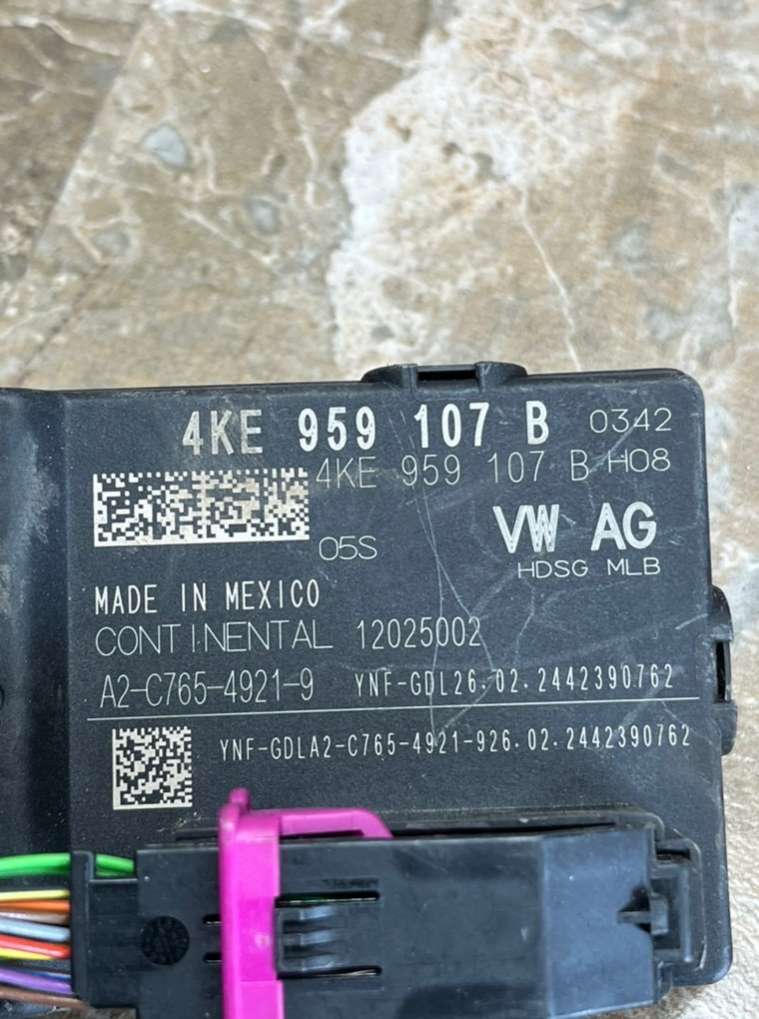 4KE 959 107 B 0342
4KE 959 107 B H08
05S
VW AG
HDSG MLB
MADE IN MEXICO
CONTINENTAL 12025002
A2-C765-4921-9 YNF-GDL26.02.2442390762
YNF-GDLA2-C765-4921-926.02.2442390762